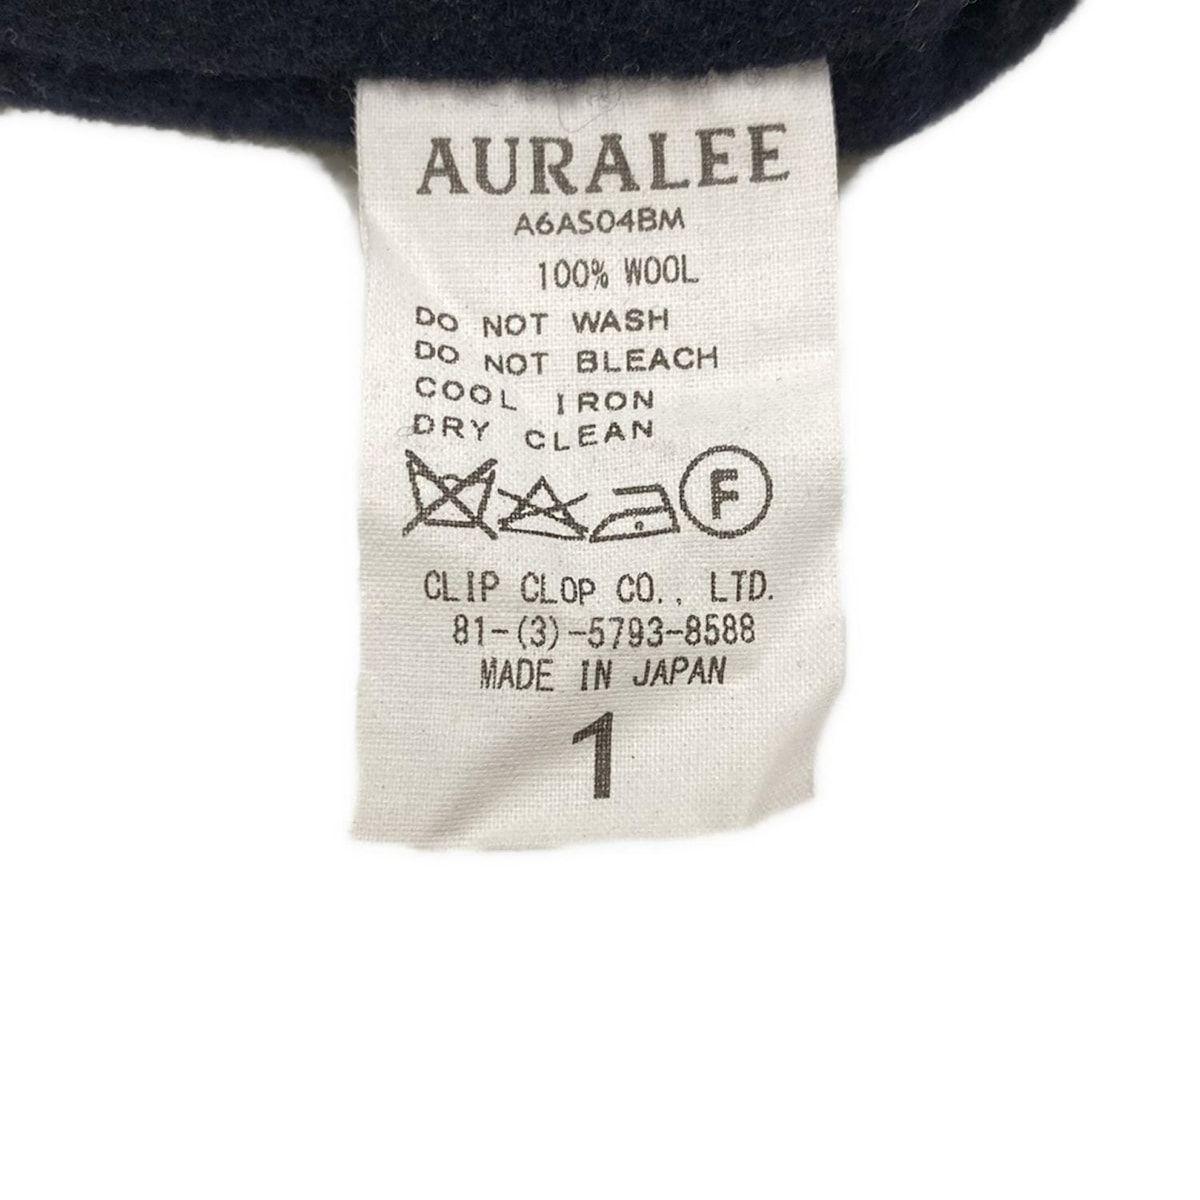 AURALEE
A6AS04BM
100% WOOL
DO NOT WASH
DO NOT BLEACH
COOL IRON
DRY CLEAN
F
CLIP CLOP CO., LTD.
81-(3)-5793-8588
MADE IN JAPAN
1